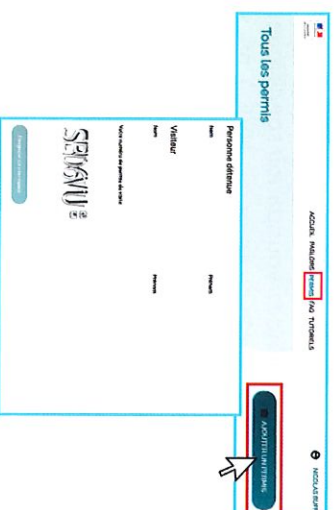 ACCUEIL PARLOIRS PERMIS FAQ TUTORIELS
Tous les permis
AJOUTER UN PERMIS
Personne détenue
Nom Prénom
Visiteur
Nom Prénom
Votre numéro de permis de visite